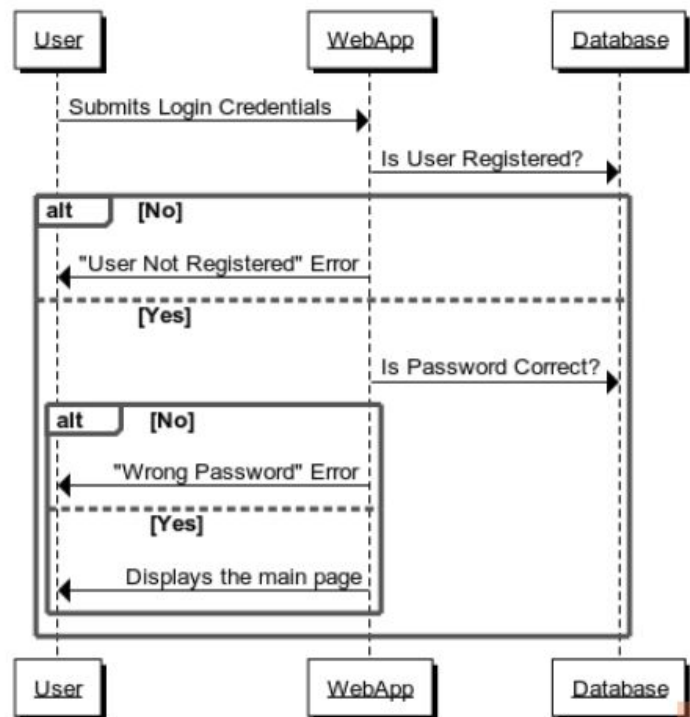 User WebApp Database
Submits Login Credentials
Is User Registered?
alt [No]
"User Not Registered" Error
[Yes]
Is Password Correct?
alt [No]
"Wrong Password" Error
[Yes]
Displays the main page
User WebApp Database